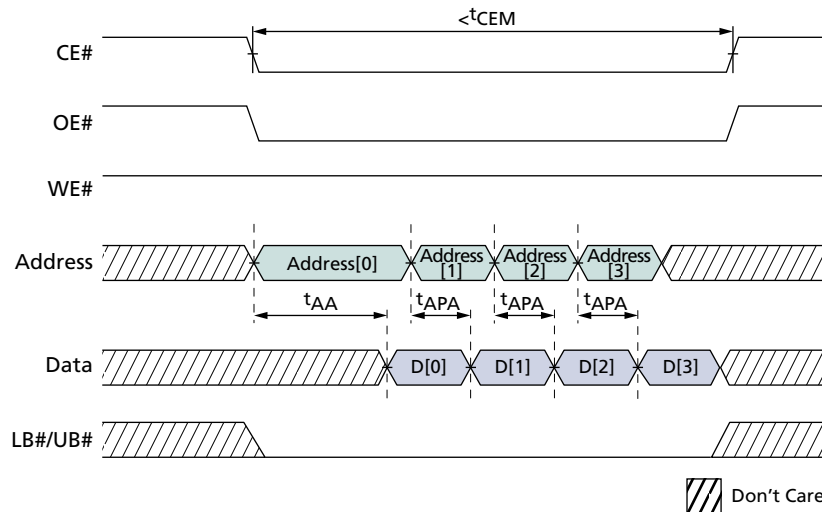 <tCEM
CE#
OE#
WE#
Address
Address[0]
Address
[1]
Address
[2]
Address
[3]
tAA
tAPA
tAPA
tAPA
Data
D[0]
D[1]
D[2]
D[3]
LB#/UB#
Don't Care